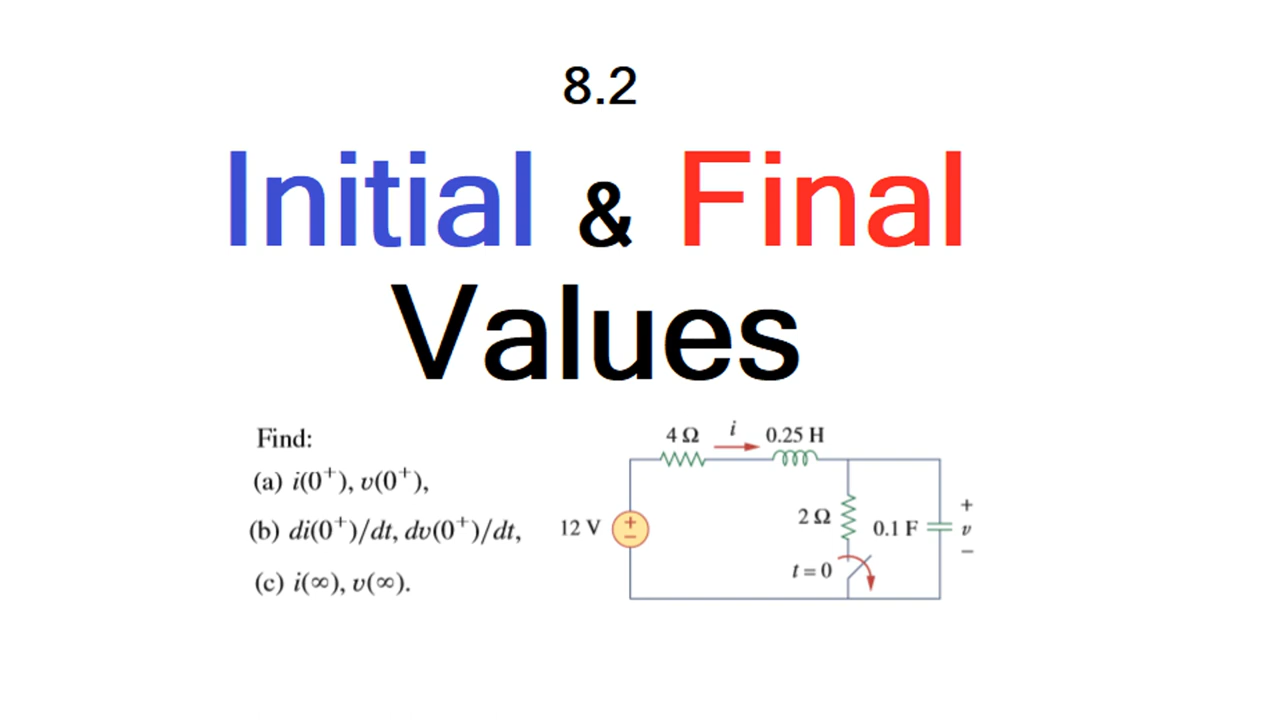 8.2
Initial & Final
Values
Find:
(a) i(0⁺), v(0⁺),
(b) di(0⁺)/dt, dv(0⁺)/dt,
(c) i(∞), v(∞).
4 Ω
i
0.25 H
12 V
+
−
2 Ω
t = 0
0.1 F
+
v
−